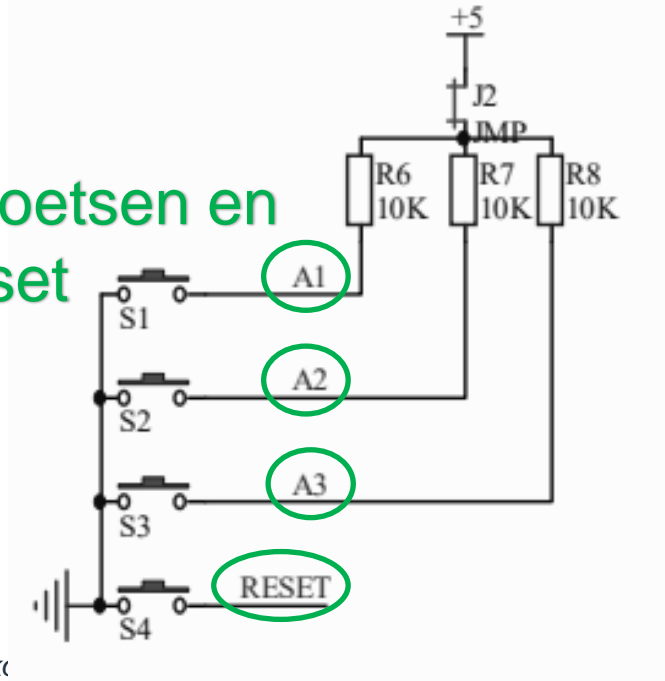 +5
J2
JMP
R6 R7 R8
10K 10K 10K
oetsen en
set
A1
S1
A2
S2
A3
S3
RESET
S4